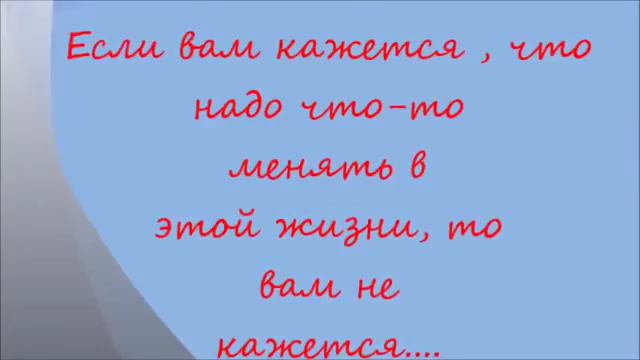 Если вам кажется , что
надо что-то
менять в
этой жизни, то
вам не
кажется....